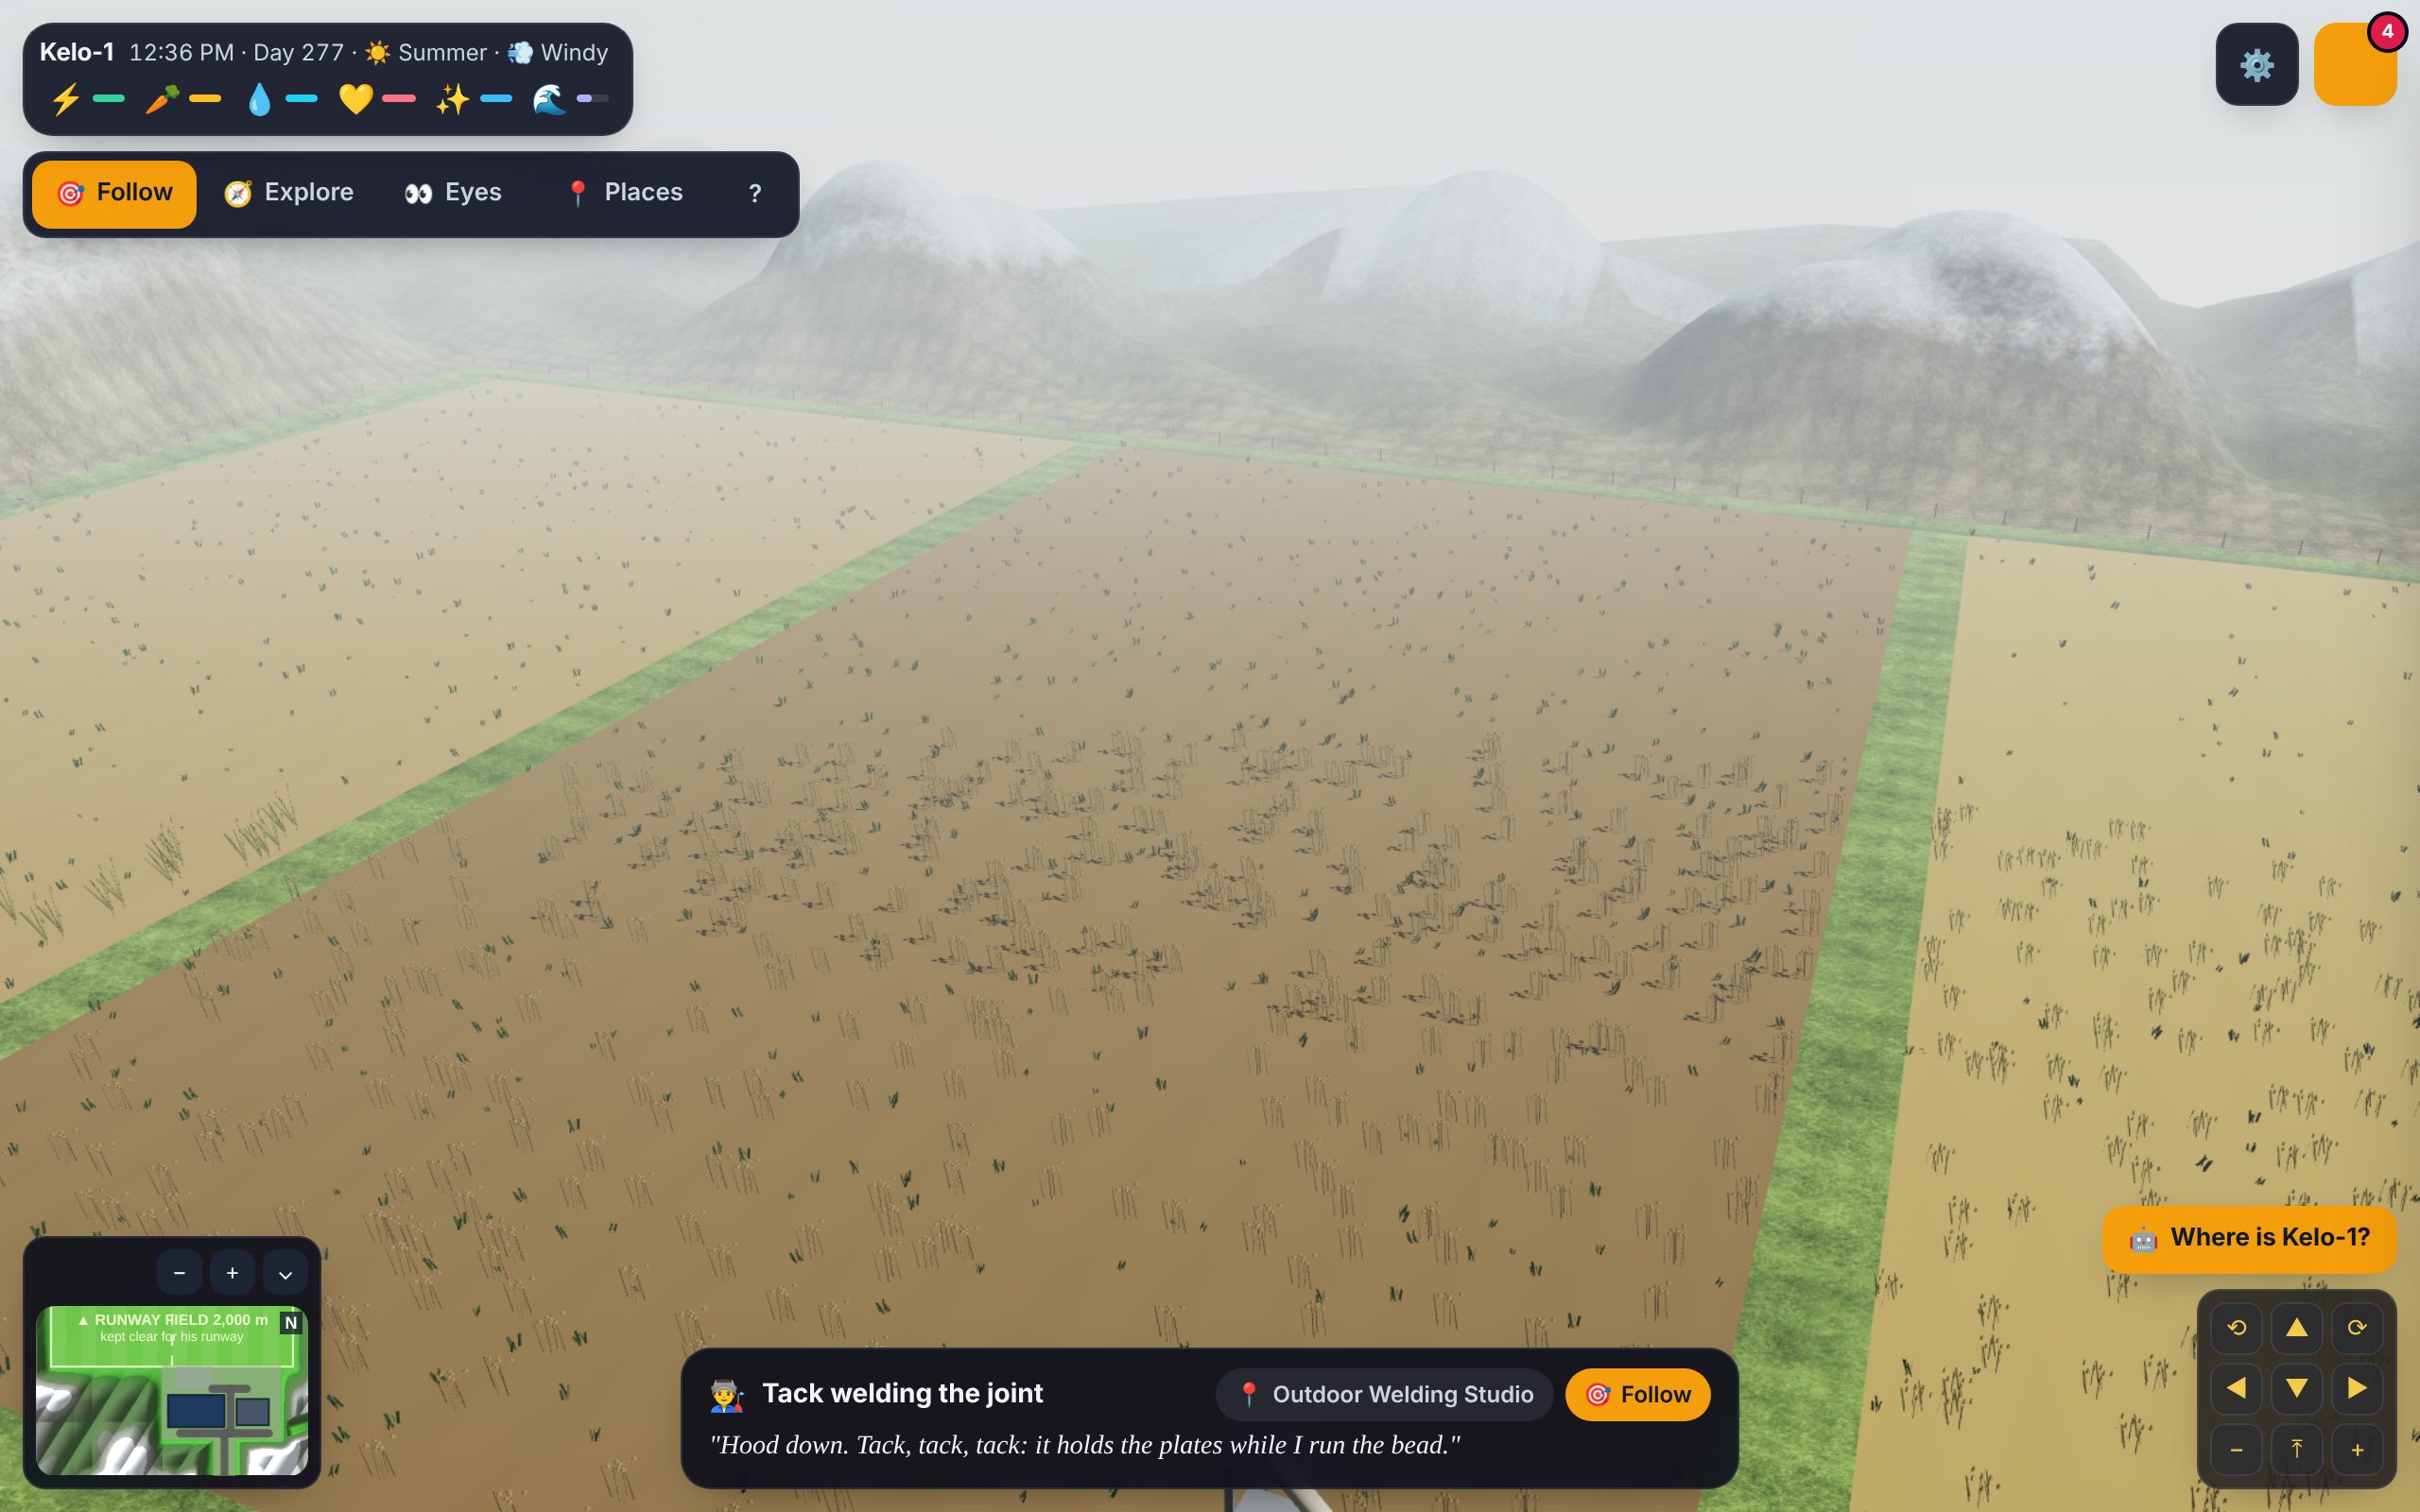 Kelo-1 12:36 PM · Day 277 · ☀️ Summer · 💨 Windy
4
Follow
Explore
Eyes
Places
?
Where is Kelo-1?
▲ RUNWAY FIELD 2,000 m
N
kept clear for his runway
Tack welding the joint
Outdoor Welding Studio
Follow
"Hood down. Tack, tack, tack: it holds the plates while I run the bead."